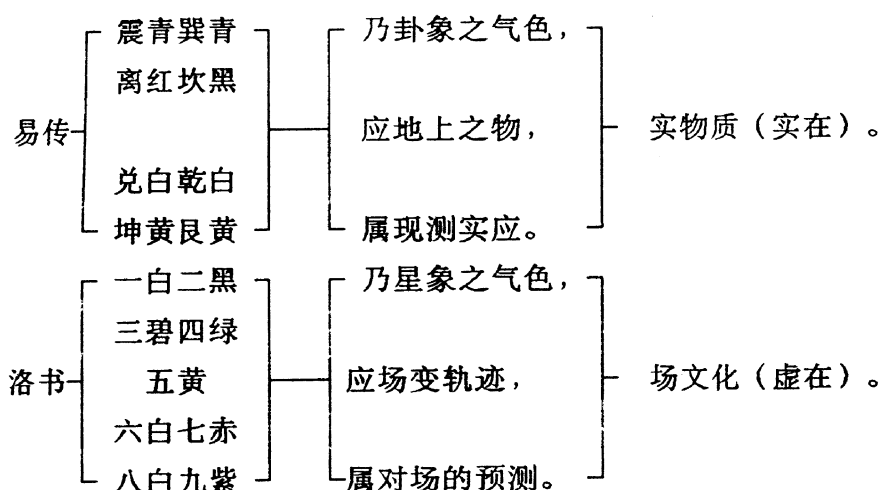 震青巽青
离红坎黑
易传
兑白乾白
坤黄艮黄
乃卦象之气色，
应地上之物，
属现测实应。
实物质（实在）。
一白二黑
三碧四绿
洛书
五黄
六白七赤
八白九紫
乃星象之气色，
应场变轨迹，
属对场的预测。
场文化（虚在）。